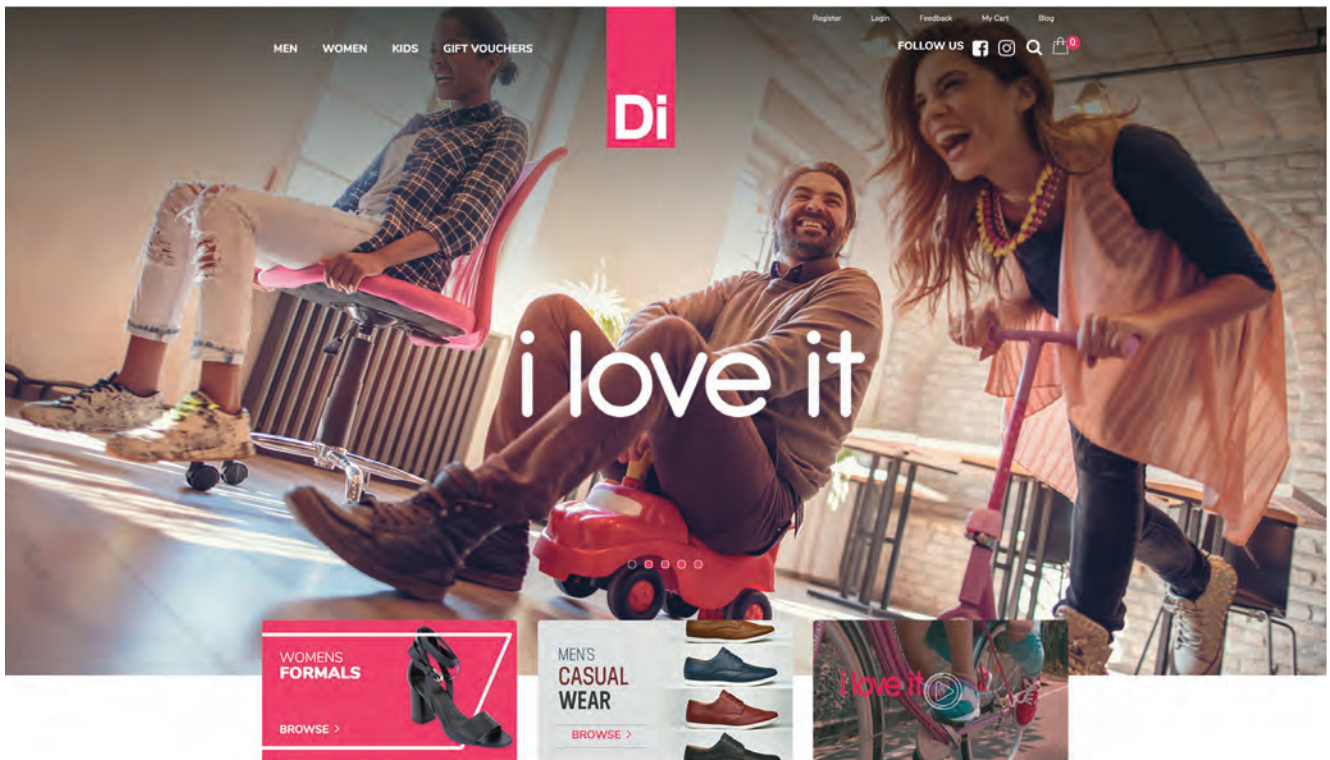 Register Login Feedback My Cart Blog
MEN WOMEN KIDS GIFT VOUCHERS
FOLLOW US
0
Di
i love it
WOMENS
FORMALS
BROWSE >
MEN'S
CASUAL
WEAR
BROWSE >
i love it